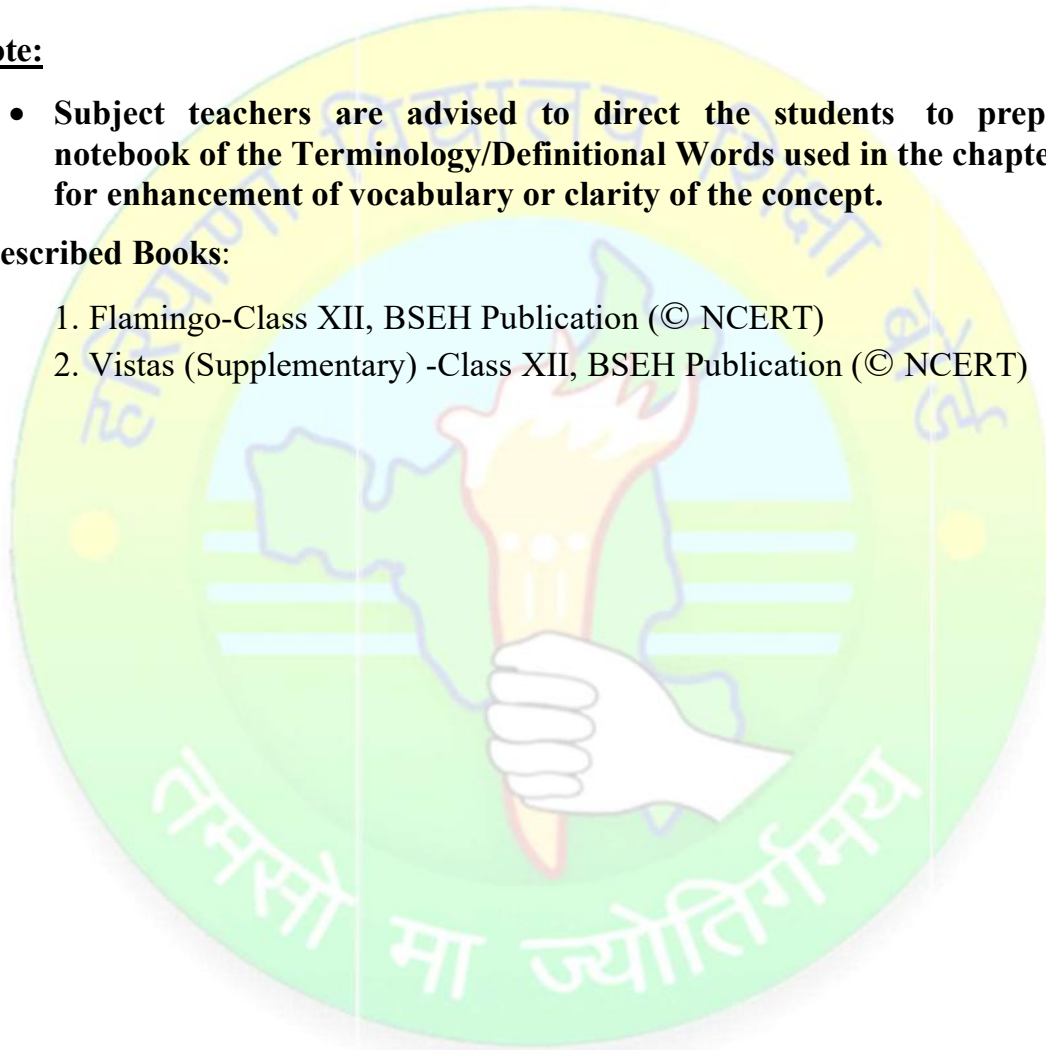 ote:
• Subject teachers are advised to direct the students to prep
notebook of the Terminology/Definitional Words used in the chapte
for enhancement of vocabulary or clarity of the concept.
escribed Books:
1. Flamingo-Class XII, BSEH Publication (© NCERT)
2. Vistas (Supplementary) -Class XII, BSEH Publication (© NCERT)
हरियाणा विद्यालय शिक्षा बोर्ड
तमसो मा ज्योतिर्गमय